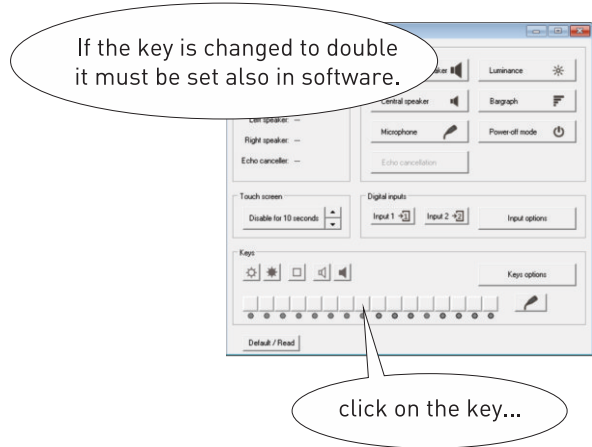 If the key is changed to double
it must be set also in software.
Luminance
Central speaker
Bargraph
Left speaker: --
Microphone
Power-off mode
Right speaker: --
Echo canceller: --
Echo cancellation
Touch screen
Digital inputs
Disable for 10 seconds
Input 1
Input 2
Input options
Keys
Keys options
Default / Read
click on the key...